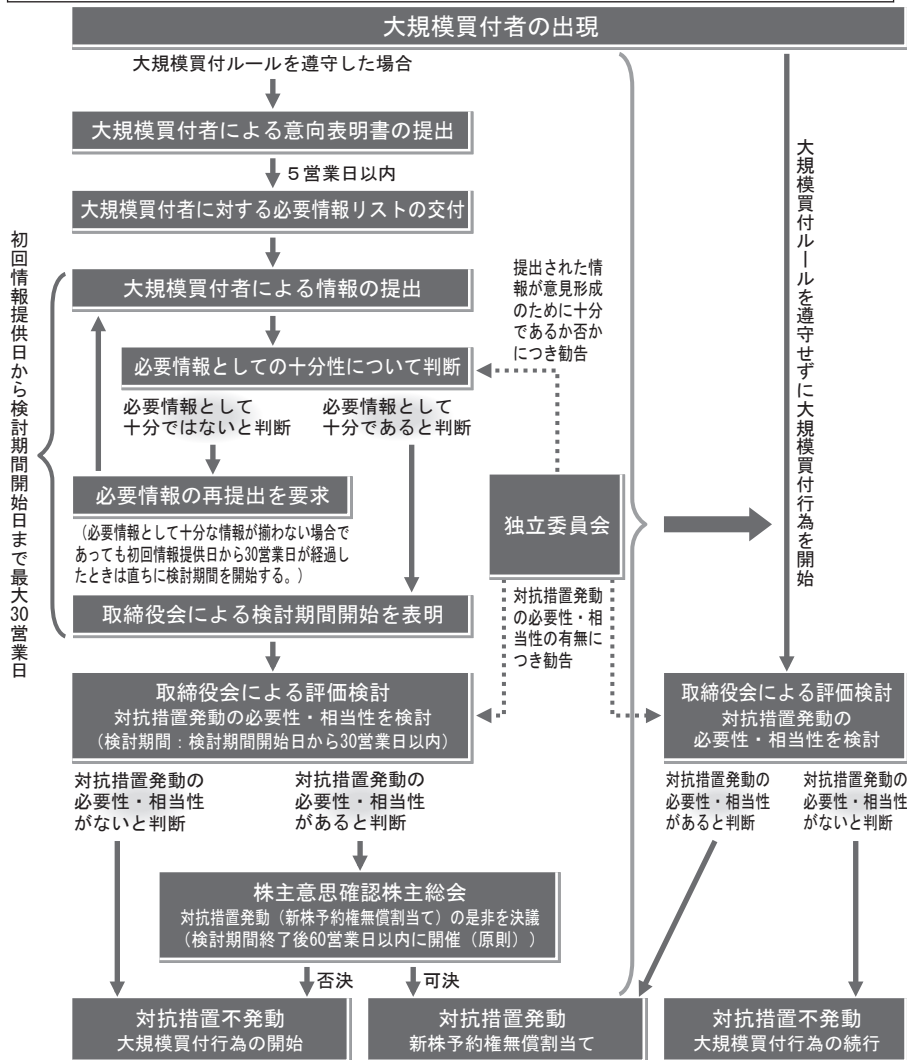 大規模買付者の出現
大規模買付ルールを遵守した場合
大規模買付者による意向表明書の提出
５営業日以内
大規模買付者に対する必要情報リストの交付
初回情報提供日から検討期間開始日まで最大30営業日
大規模買付者による情報の提出
必要情報としての十分性について判断
必要情報として
十分ではないと判断
必要情報として
十分であると判断
必要情報の再提出を要求
（必要情報として十分な情報が揃わない場合で
あっても初回情報提供日から30営業日が経過し
たときは直ちに検討期間を開始する。）
取締役会による検討期間開始を表明
提出された情
報が意見形成
のために十分
であるか否か
につき勧告
独立委員会
対抗措置発動
の必要性・相
当性の有無に
つき勧告
大規模買付ルールを遵守せずに大規模買付行為を開始
取締役会による評価検討
対抗措置発動の必要性・相当性を検討
（検討期間：検討期間開始日から30営業日以内）
取締役会による評価検討
対抗措置発動の
必要性・相当性を検討
対抗措置発動の
必要性・相当性
がないと判断
対抗措置発動の
必要性・相当性
があると判断
対抗措置発動の
必要性・相当性
があると判断
対抗措置発動の
必要性・相当性
がないと判断
株主意思確認株主総会
対抗措置発動（新株予約権無償割当て）の是非を決議
（検討期間終了後60営業日以内に開催（原則））
否決
可決
対抗措置不発動
大規模買付行為の開始
対抗措置発動
新株予約権無償割当て
対抗措置不発動
大規模買付行為の続行